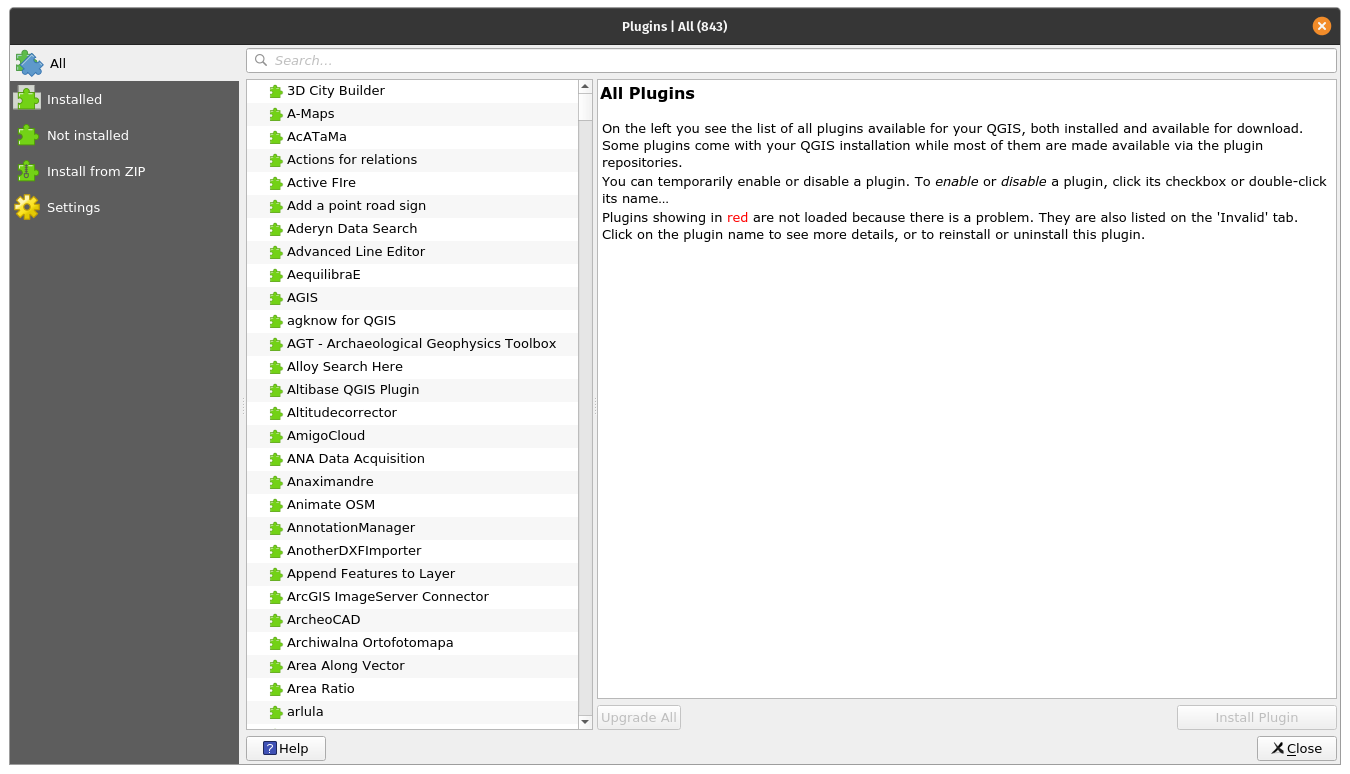 Plugins | All (843)
All
Installed
Not installed
Install from ZIP
Settings
Search...
3D City Builder
A-Maps
AcATaMa
Actions for relations
Active FIre
Add a point road sign
Aderyn Data Search
Advanced Line Editor
AequilibraE
AGIS
agknow for QGIS
AGT - Archaeological Geophysics Toolbox
Alloy Search Here
Altibase QGIS Plugin
Altitudecorrector
AmigoCloud
ANA Data Acquisition
Anaximandre
Animate OSM
AnnotationManager
AnotherDXFImporter
Append Features to Layer
ArcGIS ImageServer Connector
ArcheoCAD
Archiwalna Ortofotomapa
Area Along Vector
Area Ratio
arlula
All Plugins
On the left you see the list of all plugins available for your QGIS, both installed and available for download.
Some plugins come with your QGIS installation while most of them are made available via the plugin
repositories.
You can temporarily enable or disable a plugin. To enable or disable a plugin, click its checkbox or double-click
its name...
Plugins showing in red are not loaded because there is a problem. They are also listed on the 'Invalid' tab.
Click on the plugin name to see more details, or to reinstall or uninstall this plugin.
Upgrade All
Install Plugin
? Help
Close